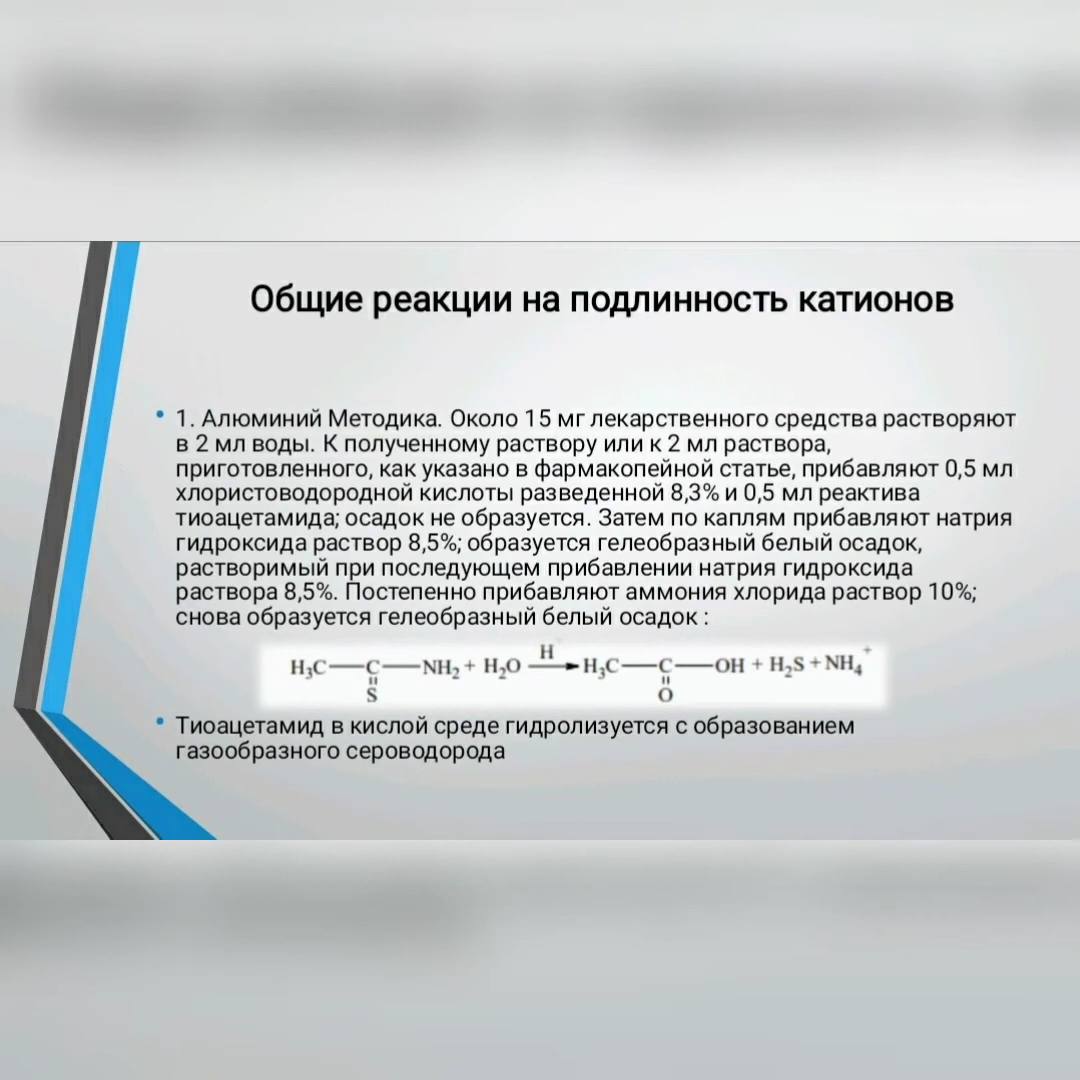 Общие реакции на подлинность катионов
• 1. Алюминий Методика. Около 15 мг лекарственного средства растворяют
в 2 мл воды. К полученному раствору или к 2 мл раствора,
приготовленного, как указано в фармакопейной статье, прибавляют 0,5 мл
хлористоводородной кислоты разведенной 8,3% и 0,5 мл реактива
тиоацетамида; осадок не образуется. Затем по каплям прибавляют натрия
гидроксида раствор 8,5%; образуется гелеобразный белый осадок,
растворимый при последующем прибавлении натрия гидроксида
раствора 8,5%. Постепенно прибавляют аммония хлорида раствор 10%;
снова образуется гелеобразный белый осадок :
H
H₃C—C—NH₂ + H₂O → H₃C—C—OH + H₂S + NH₄⁺
S O
• Тиоацетамид в кислой среде гидролизуется с образованием
газообразного сероводорода